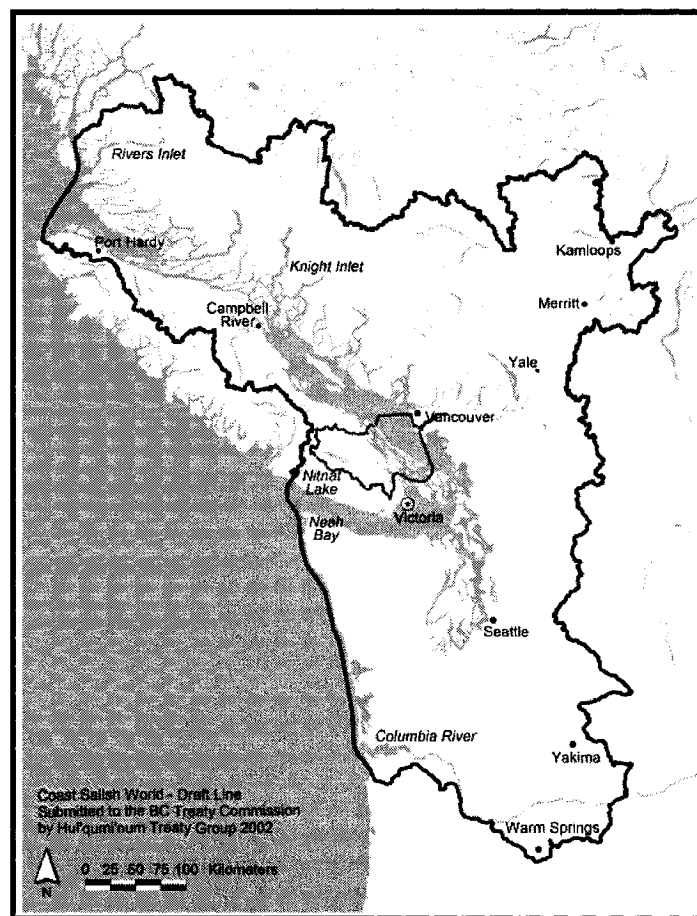 Rivers Inlet
Port Hardy
Knight Inlet
Kamloops
Campbell
River
Merritt
Yale
Vancouver
Nitnat
Lake
Victoria
Neah
Bay
Seattle
Columbia River
Yakima
Warm Springs
Coast Salish World - Draft Line
Submitted to the BC Treaty Commission
by Hul'qumi'num Treaty Group 2002
N
0 25 50 75 100 Kilometers